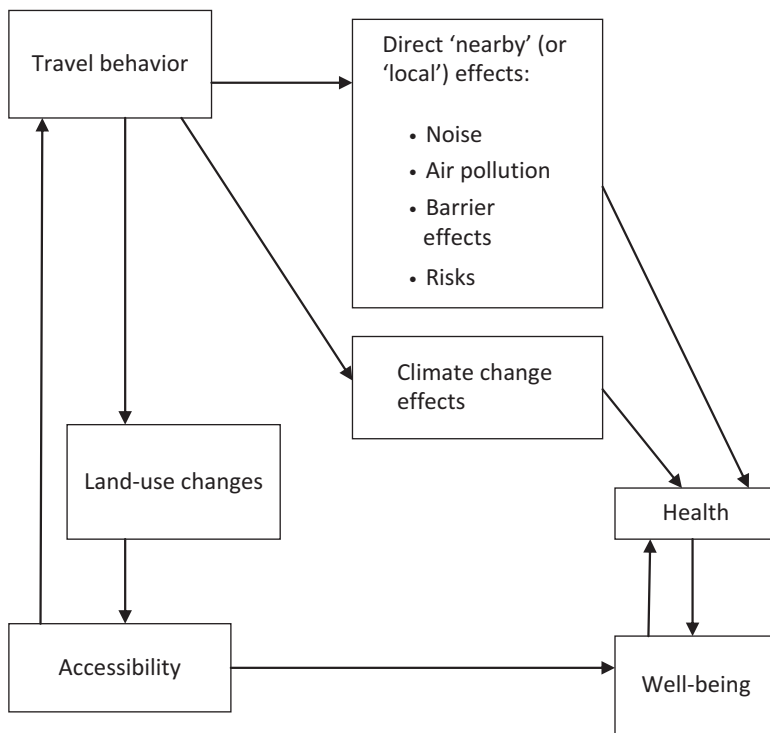 Travel behavior
Direct ‘nearby’ (or
‘local’) effects:
• Noise
• Air pollution
• Barrier
effects
• Risks
Climate change
effects
Land-use changes
Health
Accessibility
Well-being